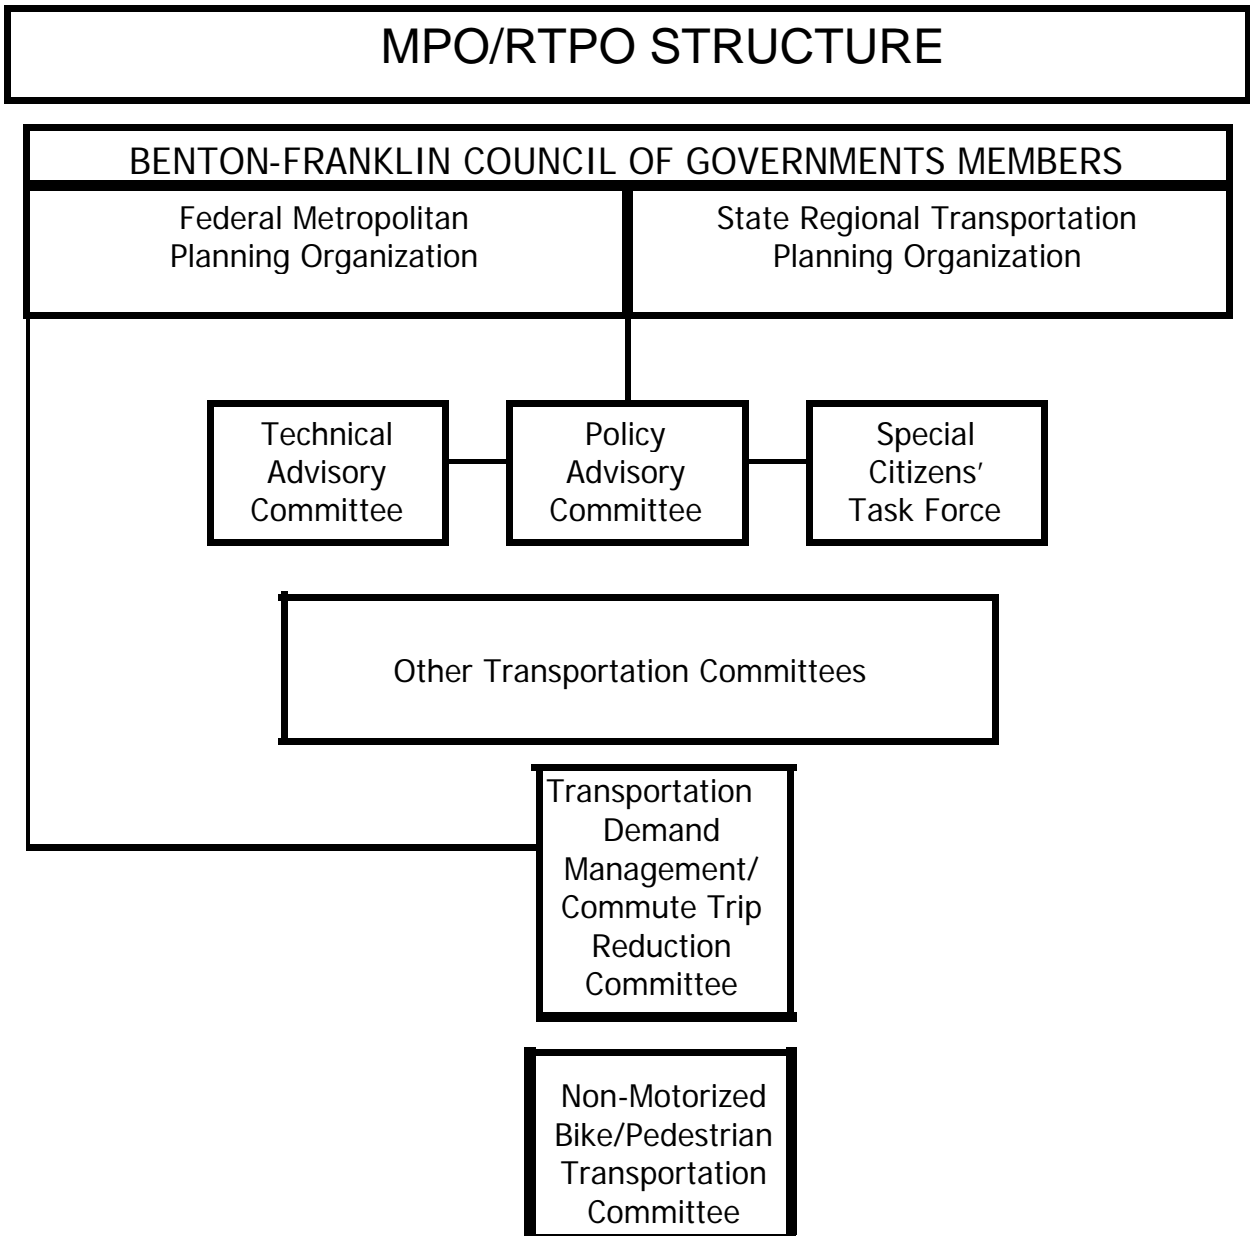 MPO/RTPO STRUCTURE
BENTON-FRANKLIN COUNCIL OF GOVERNMENTS MEMBERS
Federal Metropolitan
Planning Organization
State Regional Transportation
Planning Organization
Technical
Advisory
Committee
Policy
Advisory
Committee
Special
Citizens’
Task Force
Other Transportation Committees
Transportation
Demand
Management/
Commute Trip
Reduction
Committee
Non-Motorized
Bike/Pedestrian
Transportation
Committee